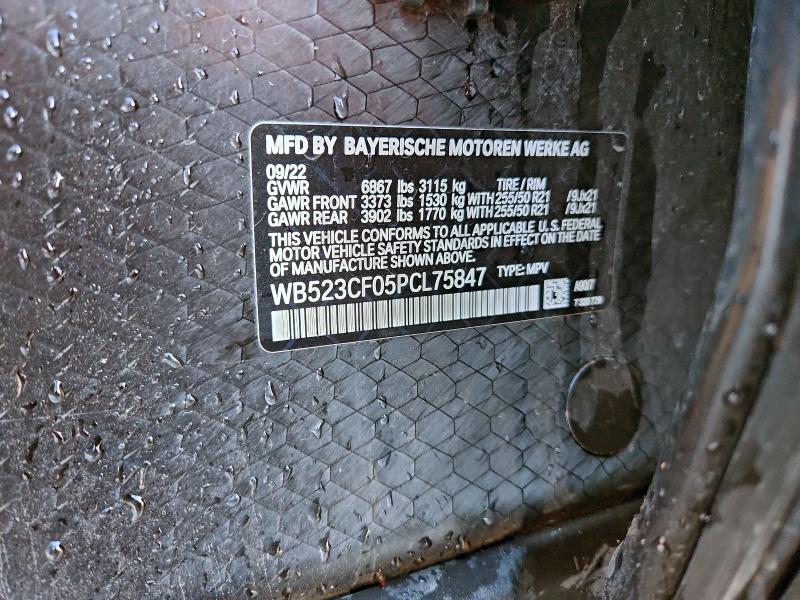 MFD BY BAYERISCHE MOTOREN WERKE AG
09/22
GVWR 6867 lbs 3115 kg TIRE / RIM
GAWR FRONT 3373 lbs 1530 kg WITH 255/50 R21 /9Jx21
GAWR REAR 3902 lbs 1770 kg WITH 255/50 R21 /9Jx21
THIS VEHICLE CONFORMS TO ALL APPLICABLE U.S. FEDERAL
MOTOR VEHICLE SAFETY STANDARDS IN EFFECT ON THE DATE
OF MANUFACTURE SHOWN ABOVE.
WB523CF05PCL75847 TYPE: MPV